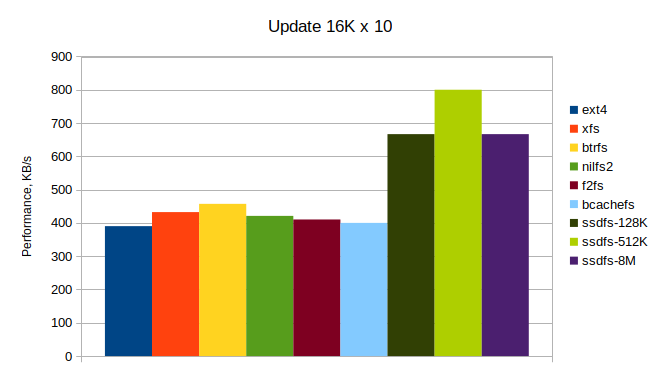 Update 16K x 10
Performance, KB/s
900
800
700
600
500
400
300
200
100
0
ext4
xfs
btrfs
nilfs2
f2fs
bcachefs
ssdfs-128K
ssdfs-512K
ssdfs-8M